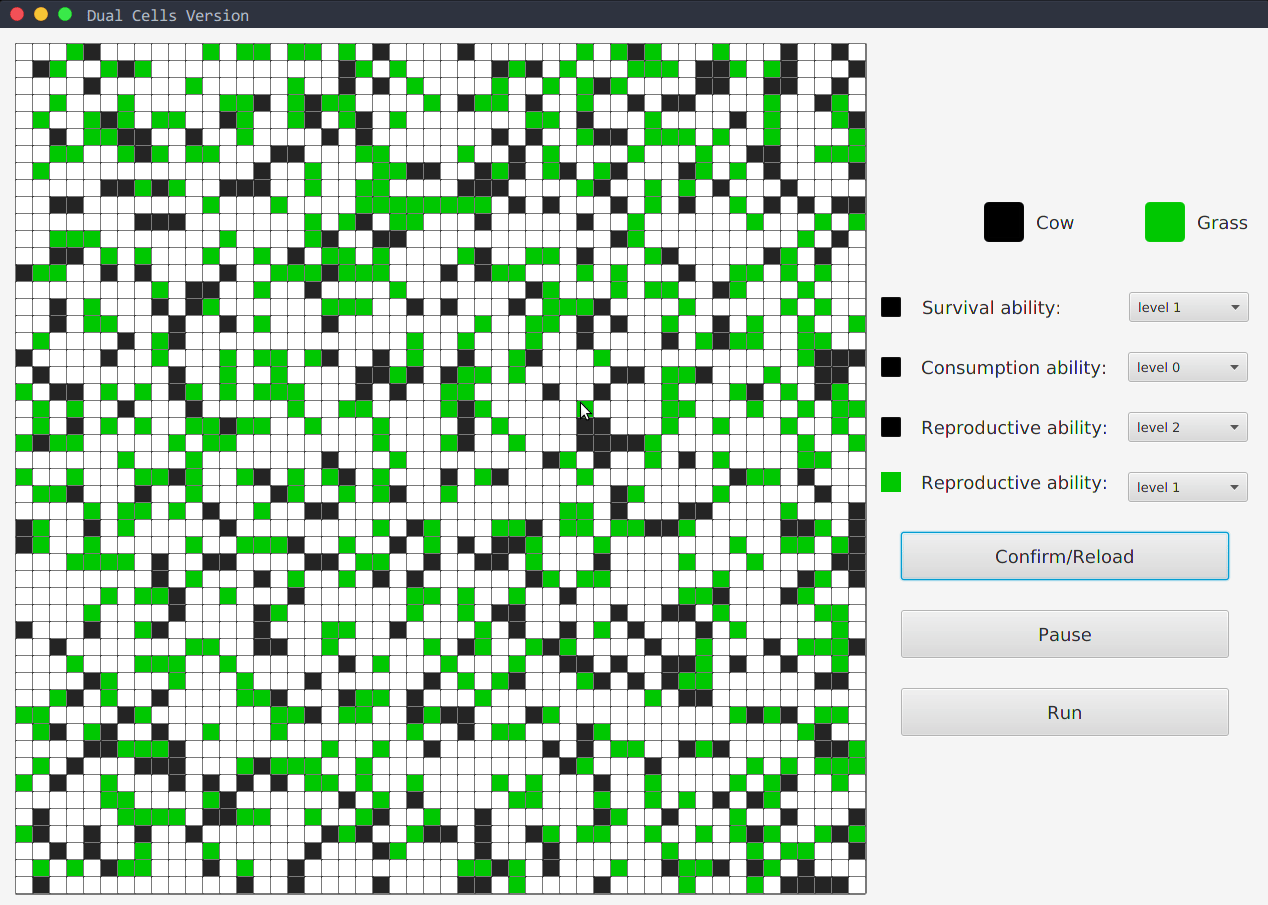 Dual Cells Version
Cow Grass
Survival ability: level 1
Consumption ability: level 0
Reproductive ability: level 2
Reproductive ability: level 1
Confirm/Reload
Pause
Run